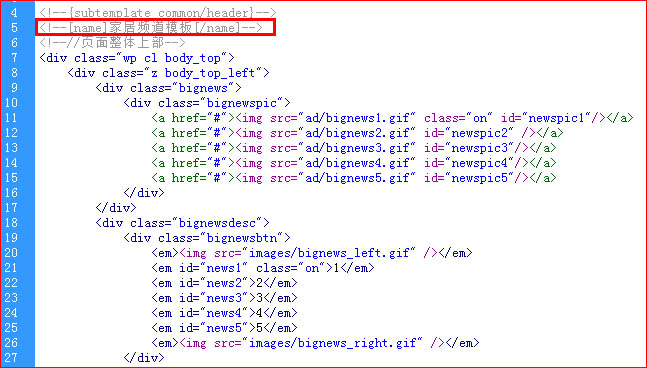 4 <!--{subtemplate common/header}-->
5 <!--[name]家居频道模板[/name]-->
6 <!--//页面整体上部-->
7 <div class="wp cl body_top">
8 <div class="z body_top_left">
9 <div class="bignews">
10 <div class="bignewspic">
11 <a href="#"><img src="ad/bignews1.gif" class="on" id="newspic1"/></a>
12 <a href="#"><img src="ad/bignews2.gif" id="newspic2" /></a>
13 <a href="#"><img src="ad/bignews3.gif" id="newspic3"/></a>
14 <a href="#"><img src="ad/bignews4.gif" id="newspic4"/></a>
15 <a href="#"><img src="ad/bignews5.gif" id="newspic5"/></a>
16 </div>
17 </div>
18 <div class="bignewsdesc">
19 <div class="bignewsbtn">
20 <em><img src="images/bignews_left.gif" /></em>
21 <em id="news1" class="on">1</em>
22 <em id="news2">2</em>
23 <em id="news3">3</em>
24 <em id="news4">4</em>
25 <em id="news5">5</em>
26 <em><img src="images/bignews_right.gif" /></em>
27 </div>